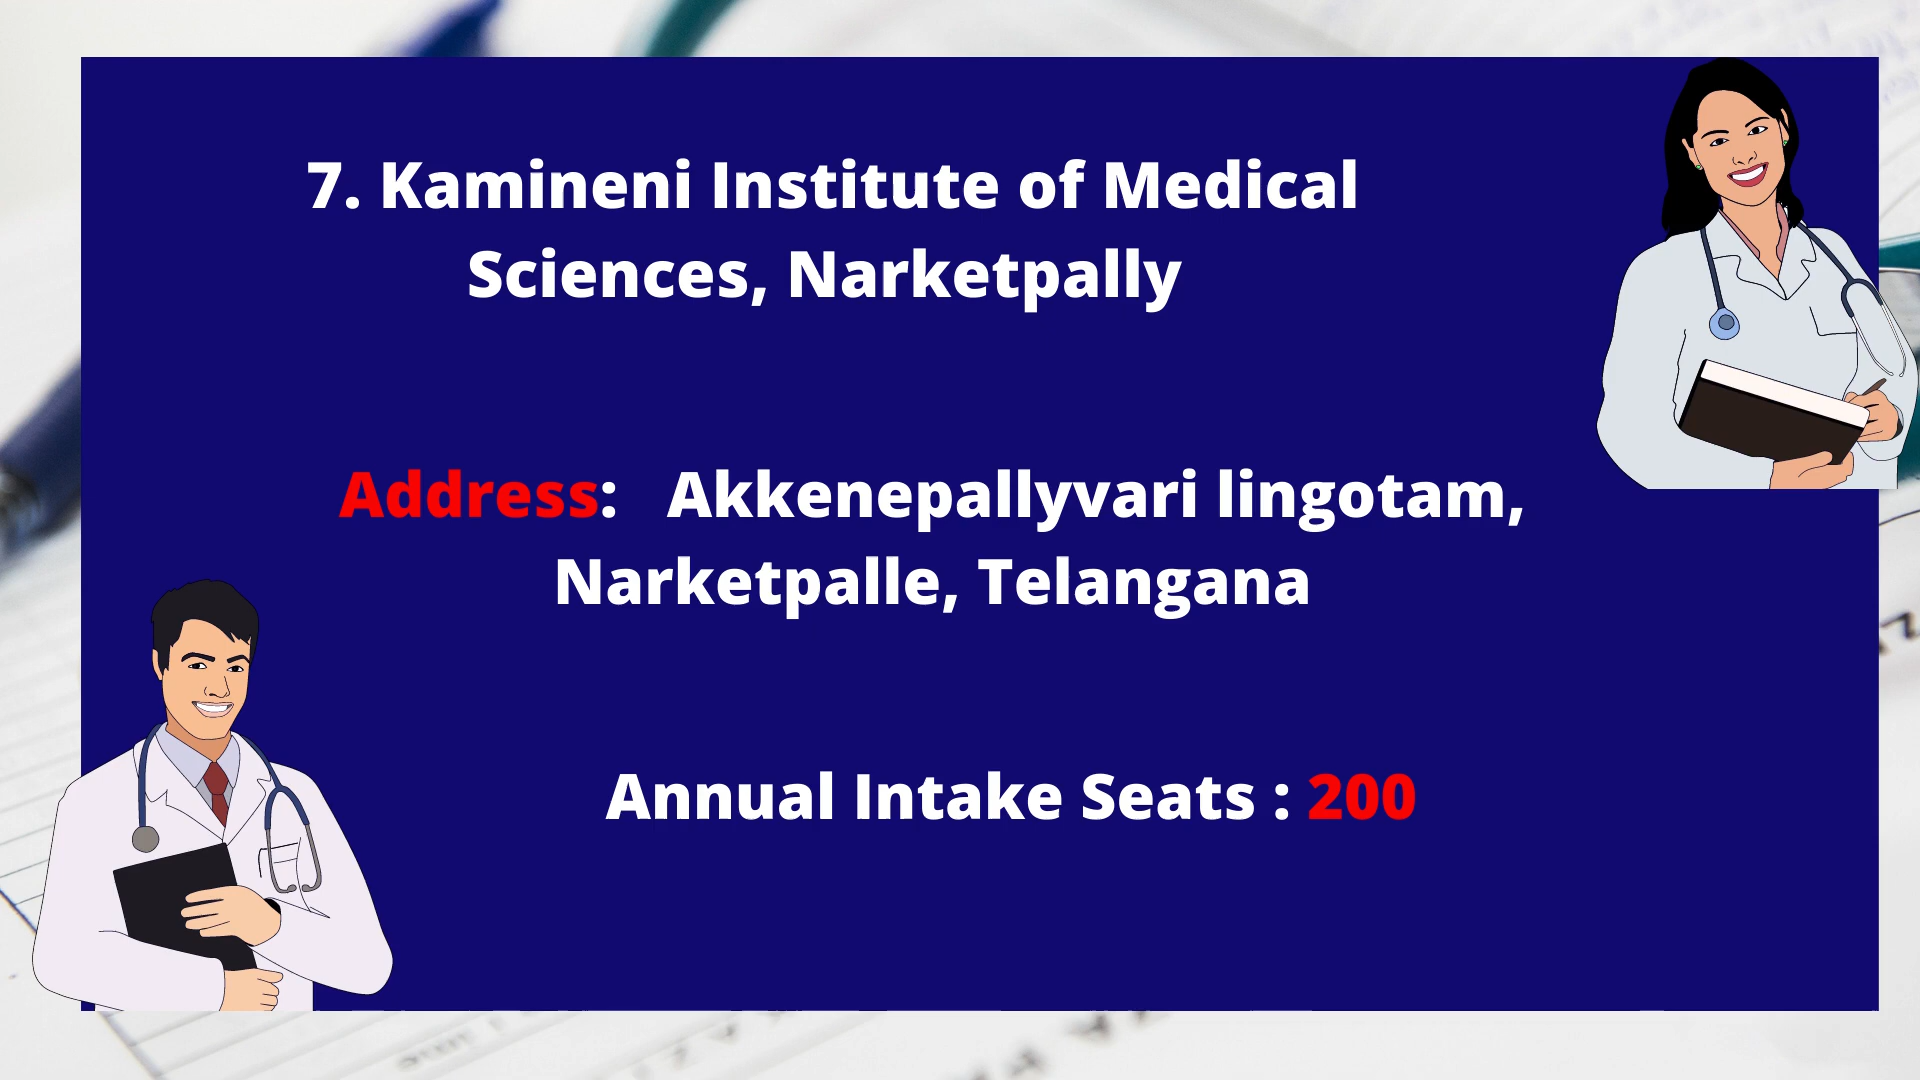 7. Kamineni Institute of Medical
Sciences, Narketpally
Address: Akkenepallyvari lingotam,
Narketpalle, Telangana
Annual Intake Seats : 200